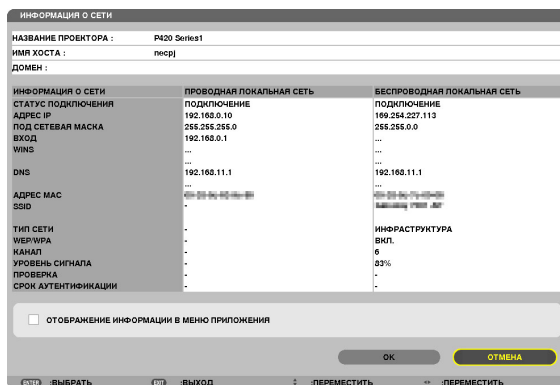 ИНФОРМАЦИЯ О СЕТИ
НАЗВАНИЕ ПРОЕКТОРА : P420 Series1
ИМЯ ХОСТА : necpj
ДОМЕН :
ИНФОРМАЦИЯ О СЕТИ ПРОВОДНАЯ ЛОКАЛЬНАЯ СЕТЬ БЕСПРОВОДНАЯ ЛОКАЛЬНАЯ СЕТЬ
СТАТУС ПОДКЛЮЧЕНИЯ ПОДКЛЮЧЕНИЕ ПОДКЛЮЧЕНИЕ
АДРЕС IP 192.168.0.10 169.254.227.113
ПОД СЕТЕВАЯ МАСКА 255.255.255.0 255.255.0.0
ВХОД 192.168.0.1 ...
WINS ... ...
... ...
DNS 192.168.11.1 192.168.11.1
... ...
АДРЕС MAC
SSID -
ТИП СЕТИ - ИНФРАСТРУКТУРА
WEP/WPA - ВКЛ.
КАНАЛ - 6
УРОВЕНЬ СИГНАЛА - 83%
ПРОВЕРКА - -
СРОК АУТЕНТИФИКАЦИИ - -
ОТОБРАЖЕНИЕ ИНФОРМАЦИИ В МЕНЮ ПРИЛОЖЕНИЯ
OK ОТМЕНА
ENTER :ВЫБРАТЬ EXIT :ВЫХОД :ПЕРЕМЕСТИТЬ :ПЕРЕМЕСТИТЬ